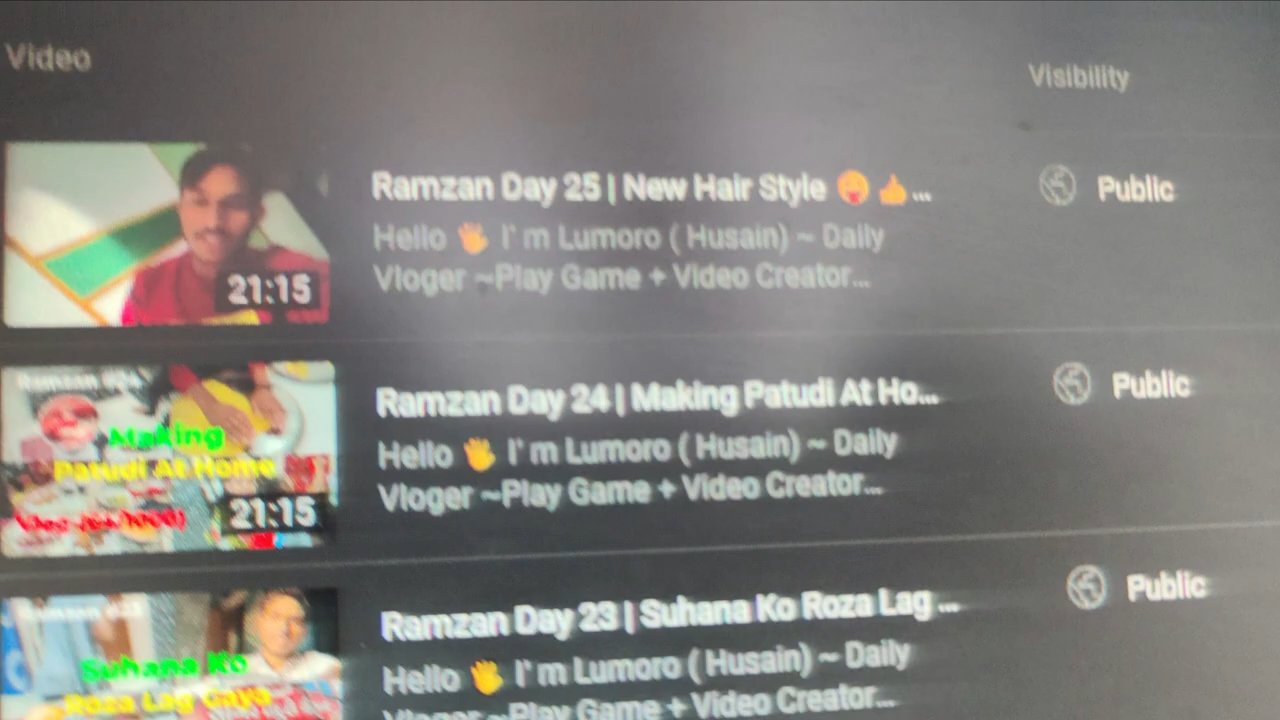 Video
Visibility
21:15
Ramzan Day 25 | New Hair Style 😍 👍...
Public
Hello 👋 I' m Lumoro ( Husain) ~ Daily
Vloger ~Play Game + Video Creator...
Making
Patudi At Home
21:15
Ramzan Day 24 | Making Patudi At Ho...
Public
Hello 👋 I' m Lumoro ( Husain) ~ Daily
Vloger ~Play Game + Video Creator...
Suhana Ko
Roza Lag Gaya
Ramzan Day 23 | Suhana Ko Roza Lag ...
Public
Hello 👋 I' m Lumoro ( Husain) ~ Daily
Vloger ~Play Game + Video Creator...